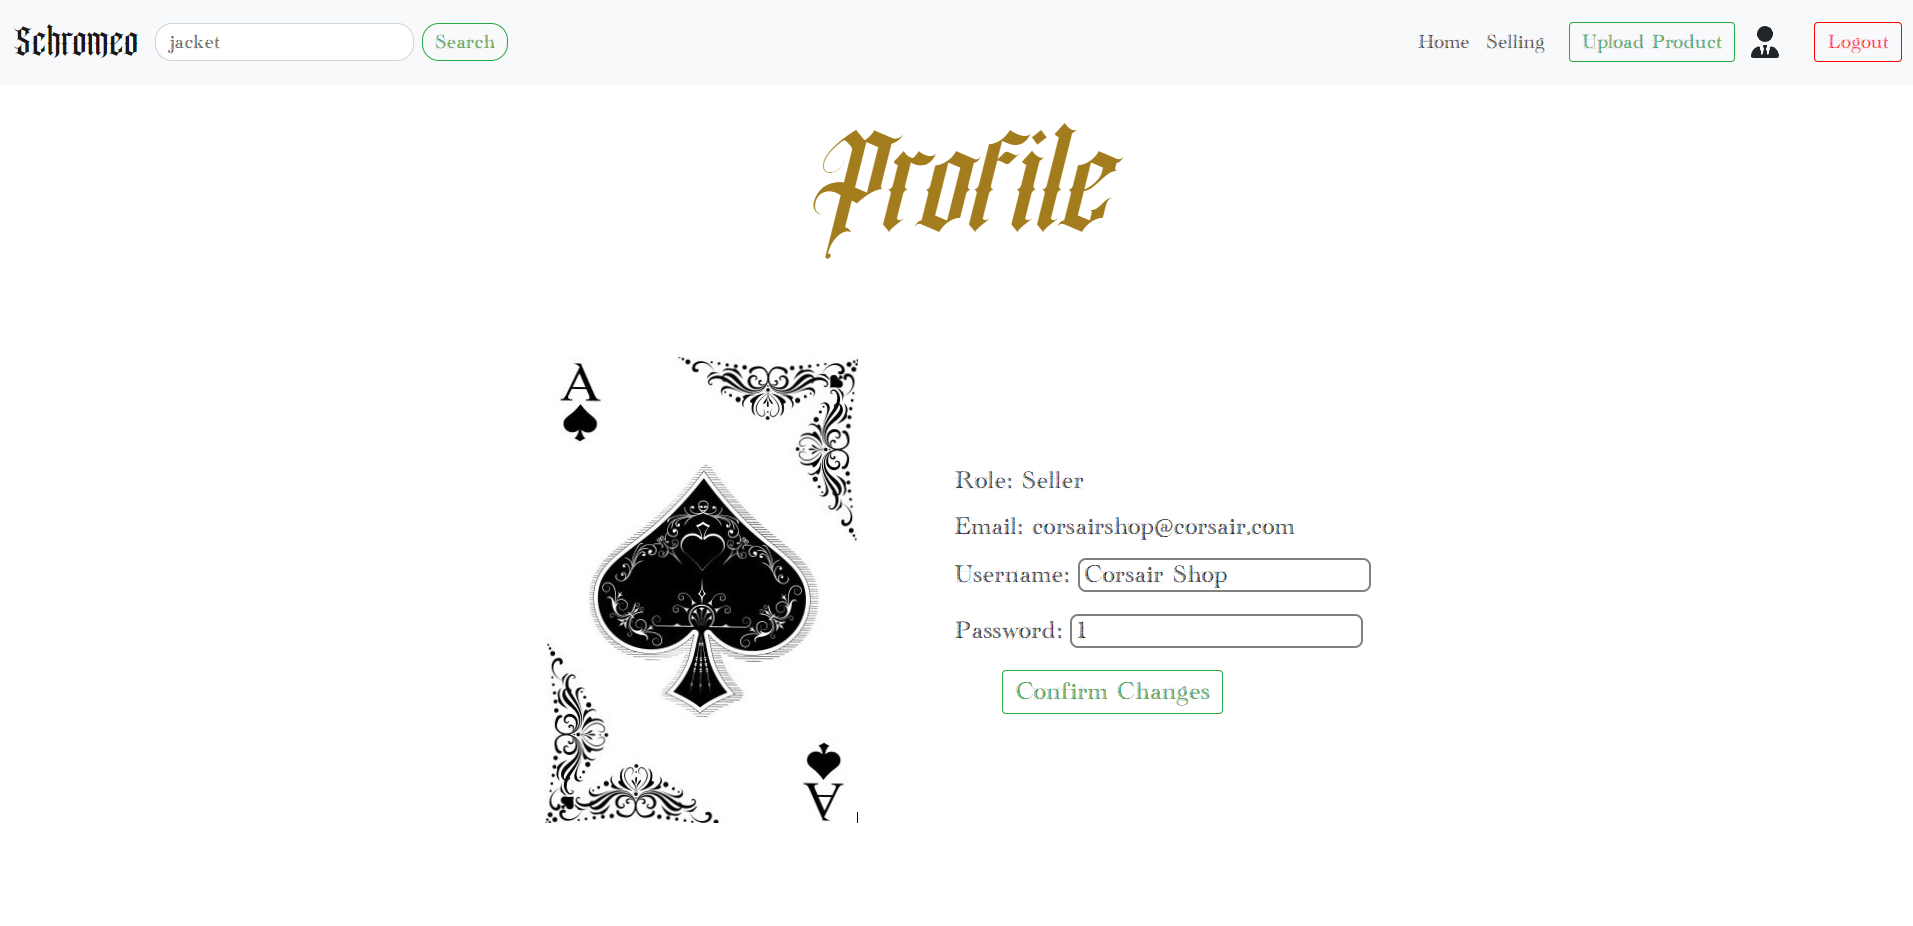 Schromeo jacket Search Home Selling Upload Product Logout
Profile
A
Role: Seller
Email: corsairshop@corsair.com
Username: Corsair Shop
Password: 1
Confirm Changes
A